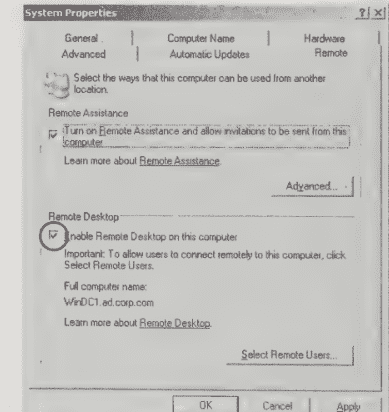 System Properties
General Computer Name Hardware
Advanced Automatic Updates Remote
Select the ways that this computer can be used from another
location.
Remote Assistance
Turn on Remote Assistance and allow invitations to be sent from this
computer
Learn more about Remote Assistance.
Advanced...
Remote Desktop
Enable Remote Desktop on this computer
Important: To allow users to connect remotely to this computer, click
Select Remote Users.
Full computer name:
WinDC1.ad.corp.com
Learn more about Remote Desktop.
Select Remote Users...
OK Cancel Apply